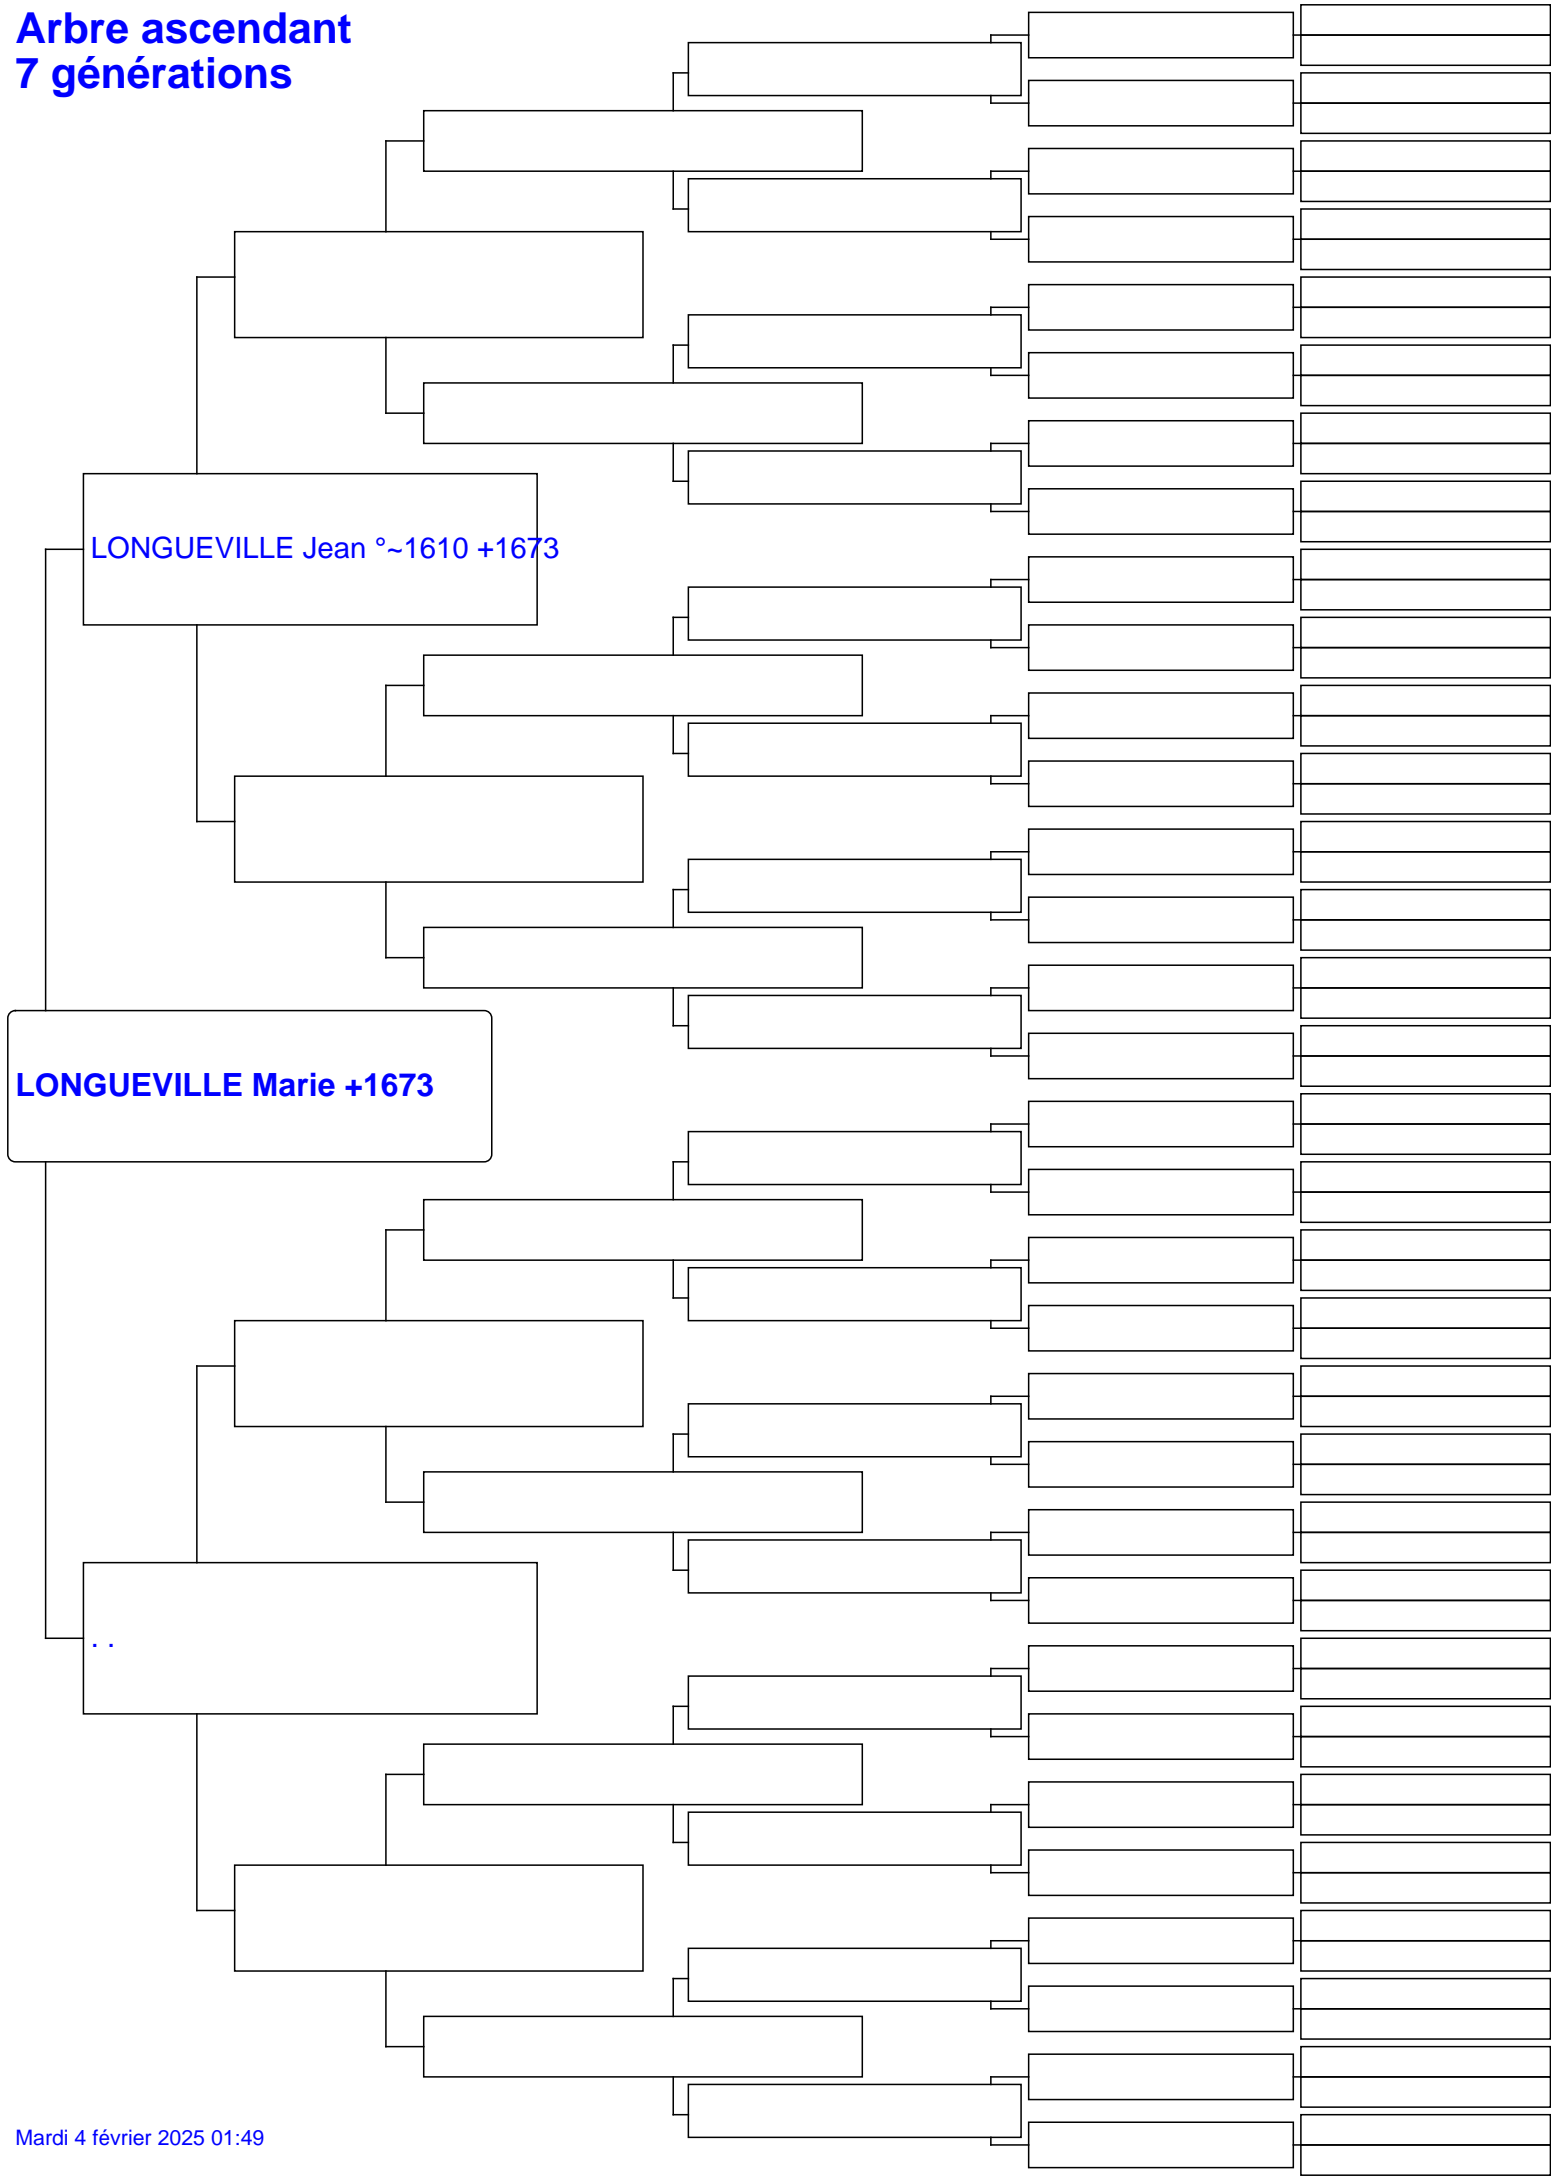 Arbre ascendant
7 générations
LONGUEVILLE Jean °~1610 +1673
LONGUEVILLE Marie +1673
. .
Mardi 4 février 2025 01:49